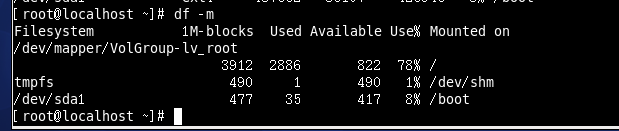 [root@localhost ~]# df -m
Filesystem 1M-blocks Used Available Use% Mounted on
/dev/mapper/VolGroup-lv_root
3912 2886 822 78% /
tmpfs 490 1 490 1% /dev/shm
/dev/sda1 477 35 417 8% /boot
[root@localhost ~]#